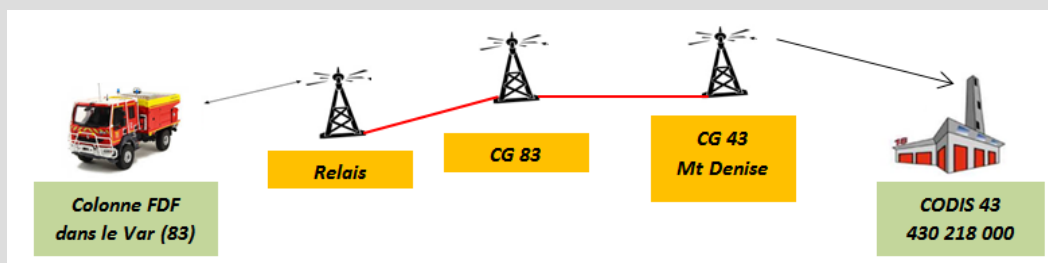 Colonne FDF
dans le Var (83)
Relais
CG 83
CG 43
Mt Denise
CODIS 43
430 218 000